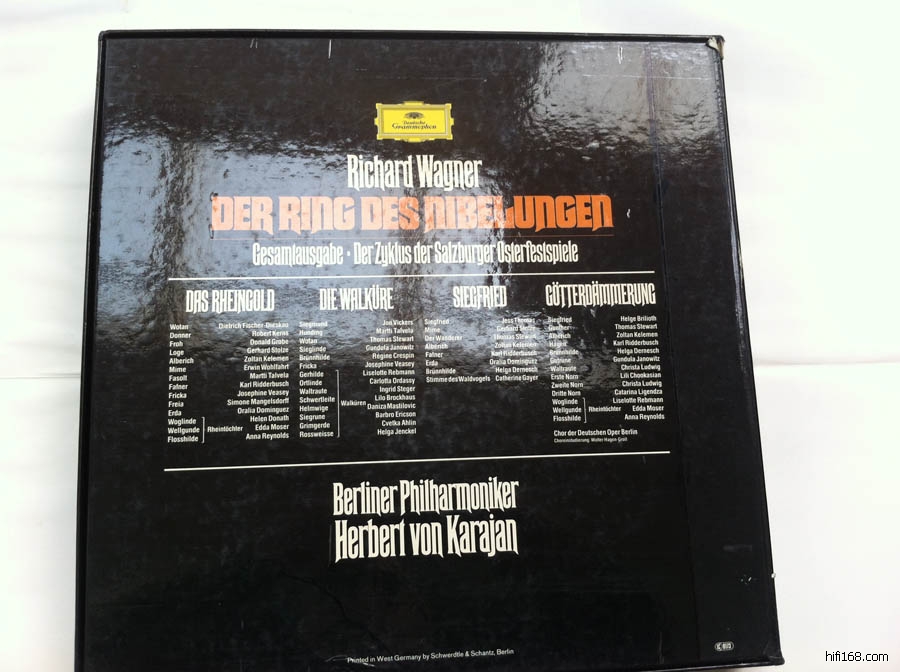 Deutsche
Grammophon
Richard Wagner
DER RING DES NIBELUNGEN
Gesamtausgabe · Der Zyklus der Salzburger Osterfestspiele
DAS RHEINGOLD
Wotan Dietrich Fischer-Dieskau
Donner Robert Kerns
Froh Donald Grobe
Loge Gerhard Stolze
Alberich Zoltan Kelemen
Mime Erwin Wohlfahrt
Fasolt Martti Talvela
Fafner Karl Ridderbusch
Fricka Josephine Veasey
Freia Simone Mangelsdorff
Erda Oralia Dominguez
Woglinde Helen Donath
Wellgunde Rheintöchter Edda Moser
Flosshilde Anna Reynolds
DIE WALKÜRE
Siegmund Jon Vickers
Hunding Martti Talvela
Wotan Thomas Stewart
Sieglinde Gundula Janowitz
Brünnhilde Régine Crespin
Fricka Josephine Veasey
Gerhilde Liselotte Rebmann
Ortlinde Carlotta Ordassy
Waltraute Ingrid Steger
Schwertleite Lilo Brockhaus
Helmwige Walküren Daniza Mastilovic
Siegrune Barbro Ericson
Grimgerde Cvetka Ahlin
Rossweisse Helga Jenckel
SIEGFRIED
Siegfried Jess Thomas
Mime Gerhard Stolze
Der Wanderer Thomas Stewart
Alberich Zoltan Kelemen
Fafner Karl Ridderbusch
Erda Oralia Dominguez
Brünnhilde Helga Dernesch
Stimme des Waldvogels Catherine Gayer
GÖTTERDÄMMERUNG
Siegfried Helge Brilioth
Gunther Thomas Stewart
Alberich Zoltan Kelemen
Hagen Karl Ridderbusch
Brünnhilde Helga Dernesch
Gutrune Gundula Janowitz
Waltraute Christa Ludwig
Erste Norn Lili Chookasian
Zweite Norn Christa Ludwig
Dritte Norn Catarina Ligendza
Woglinde Liselotte Rebmann
Wellgunde Rheintöchter Edda Moser
Flosshilde Anna Reynolds
Chor der Deutschen Oper Berlin
Choreinstudierung: Walter Hagen-Groll
Berliner Philharmoniker
Herbert von Karajan
Printed in West Germany by Schwerdtle & Schantz, Berlin
hifi168.com